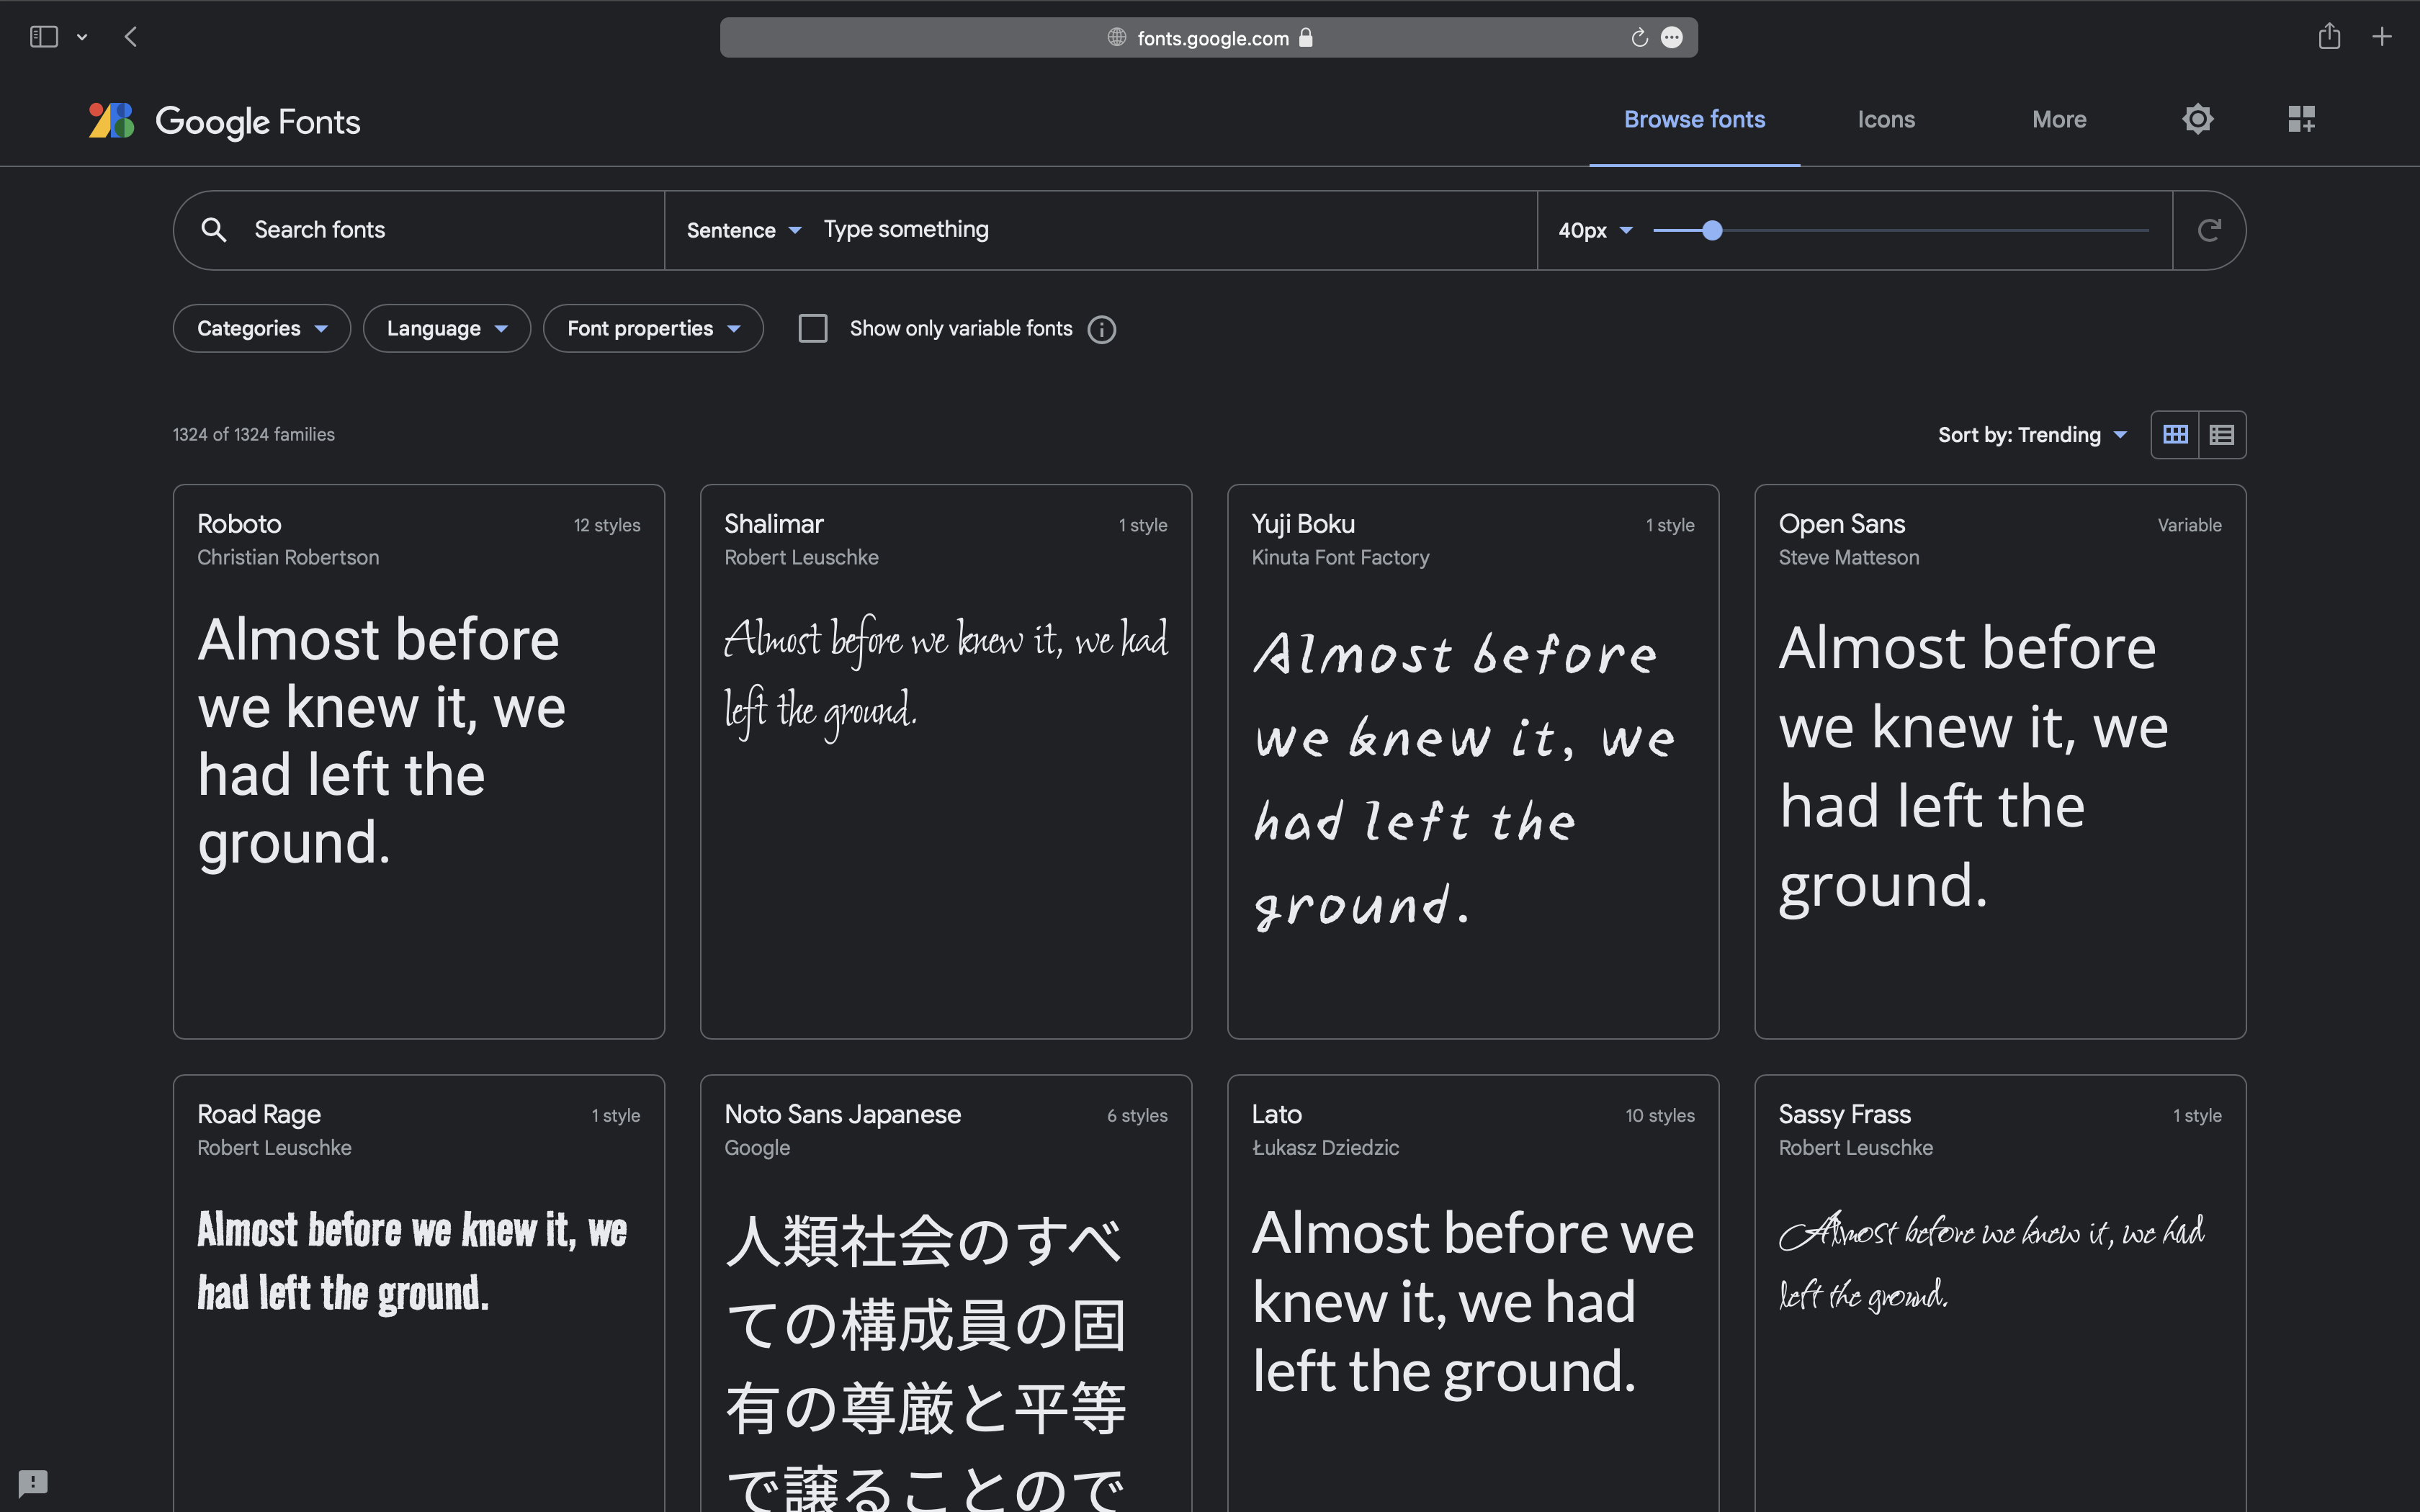 fonts.google.com
Google Fonts
Browse fonts
Icons
More
Search fonts
Sentence
Type something
40px
Categories
Language
Font properties
Show only variable fonts
1324 of 1324 families
Sort by: Trending
Roboto
12 styles
Christian Robertson
Almost before
we knew it, we
had left the
ground.
Shalimar
1 style
Robert Leuschke
Almost before we knew it, we had
left the ground.
Yuji Boku
1 style
Kinuta Font Factory
Almost before
we knew it, we
had left the
ground.
Open Sans
Variable
Steve Matteson
Almost before
we knew it, we
had left the
ground.
Road Rage
1 style
Robert Leuschke
Almost before we knew it, we
had left the ground.
Noto Sans Japanese
6 styles
Google
人類社会のすべ
ての構成員の固
有の尊厳と平等
で譲ることので
Lato
10 styles
Łukasz Dziedzic
Almost before we
knew it, we had
left the ground.
Sassy Frass
1 style
Robert Leuschke
Almost before we knew it, we had
left the ground.